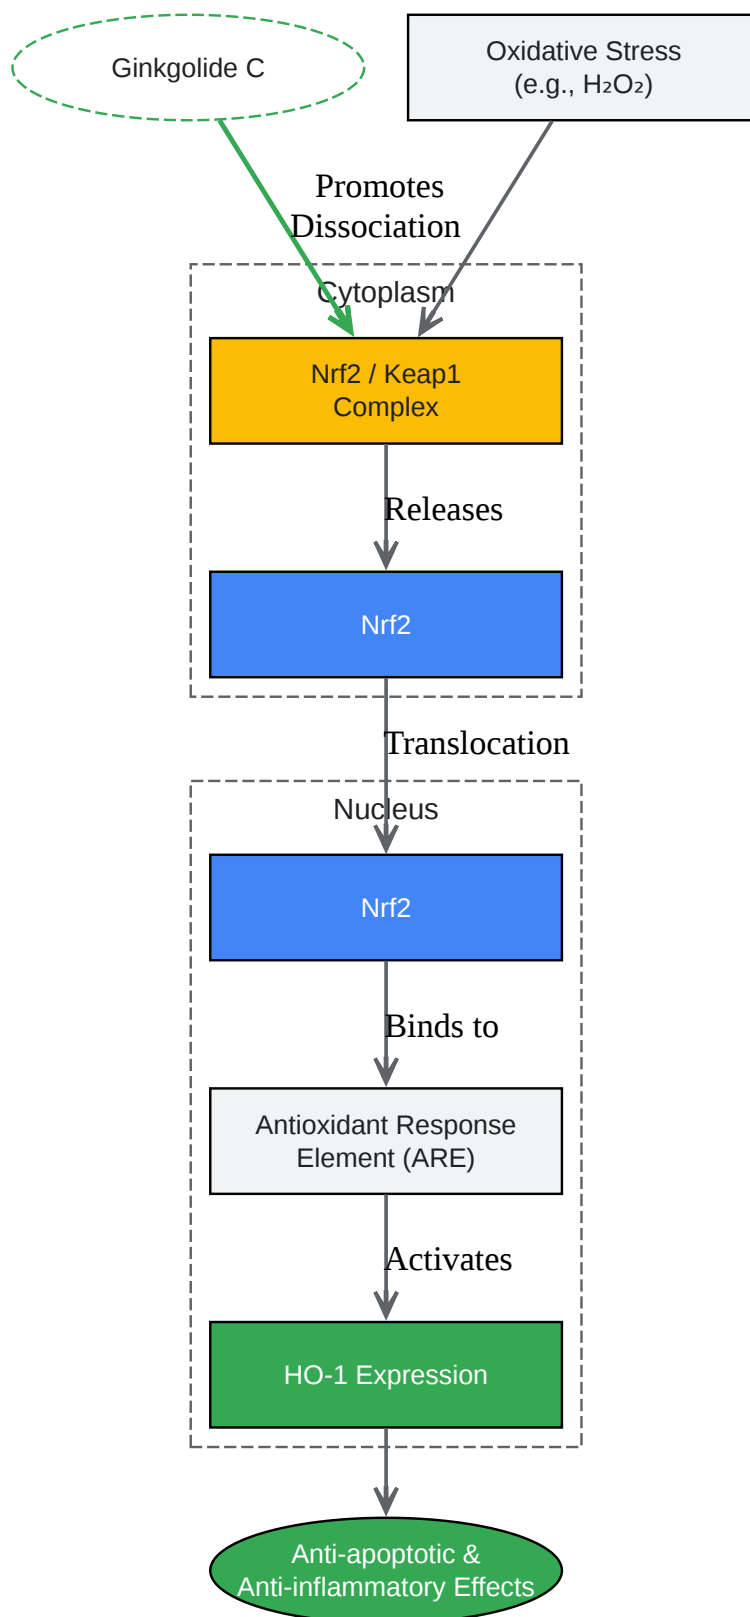 Ginkgolide C
Oxidative Stress
(e.g., H₂O₂)
Promotes
Dissociation
Cytoplasm
Nrf2 / Keap1
Complex
Releases
Nrf2
Translocation
Nucleus
Nrf2
Binds to
Antioxidant Response
Element (ARE)
Activates
HO-1 Expression
Anti-apoptotic &
Anti-inflammatory Effects